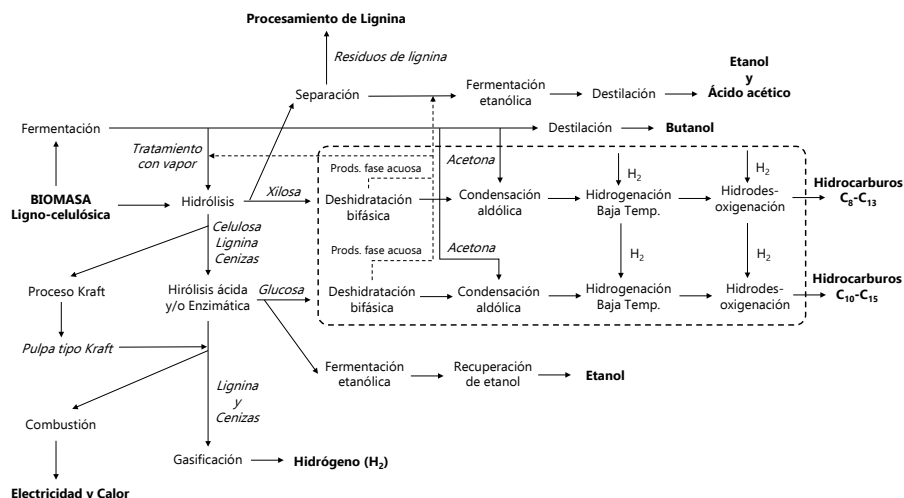 Procesamiento de Lignina
Residuos de lignina
Separación
Fermentación
etanólica
Destilación
Etanol
y
Ácido acético
Fermentación
Destilación
Butanol
Tratamiento
con vapor
Prods. fase acuosa
Acetona
H₂
H₂
BIOMASA
Ligno-celulósica
Hidrólisis
Xilosa
Deshidratación
bifásica
Condensación
aldólica
Hidrogenación
Baja Temp.
Hidrodes-
oxigenación
Hidrocarburos
C₈-C₁₃
Celulosa
Lignina
Cenizas
Prods. fase acuosa
Acetona
H₂
H₂
Proceso Kraft
Hirólisis ácida
y/o Enzimática
Glucosa
Deshidratación
bifásica
Condensación
aldólica
Hidrogenación
Baja Temp.
Hidrodes-
oxigenación
Hidrocarburos
C₁₀-C₁₅
Pulpa tipo Kraft
Fermentación
etanólica
Recuperación
de etanol
Etanol
Lignina
y
Cenizas
Combustión
Gasificación
Hidrógeno (H₂)
Electricidad y Calor